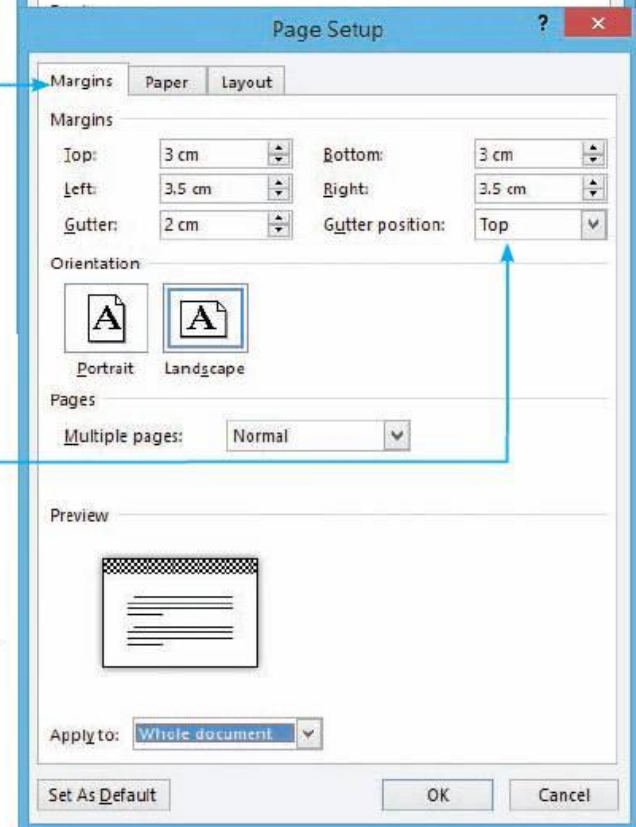 Page Setup ? ×
Margins Paper Layout
Margins
Top: 3 cm Bottom: 3 cm
Left: 3.5 cm Right: 3.5 cm
Gutter: 2 cm Gutter position: Top
Orientation
A A
Portrait Landscape
Pages
Multiple pages: Normal
Preview
Apply to: Whole document
Set As Default OK Cancel